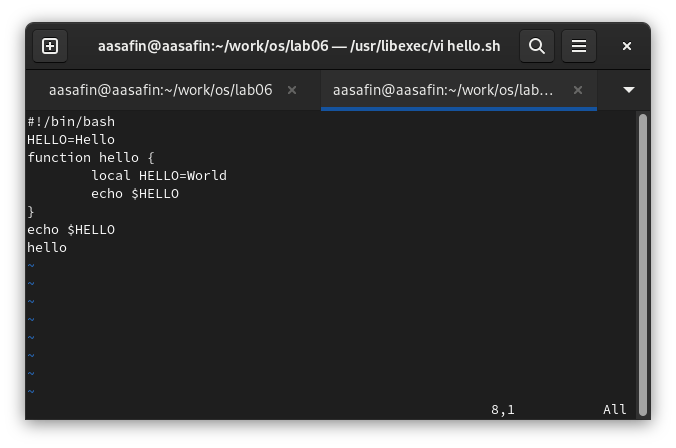 aasafin@aasafin:~/work/os/lab06 — /usr/libexec/vi hello.sh
aasafin@aasafin:~/work/os/lab06
aasafin@aasafin:~/work/os/lab...
#!/bin/bash
HELLO=Hello
function hello {
        local HELLO=World
        echo $HELLO
}
echo $HELLO
hello
~
~
~
~
~
~
~
~
8,1 All